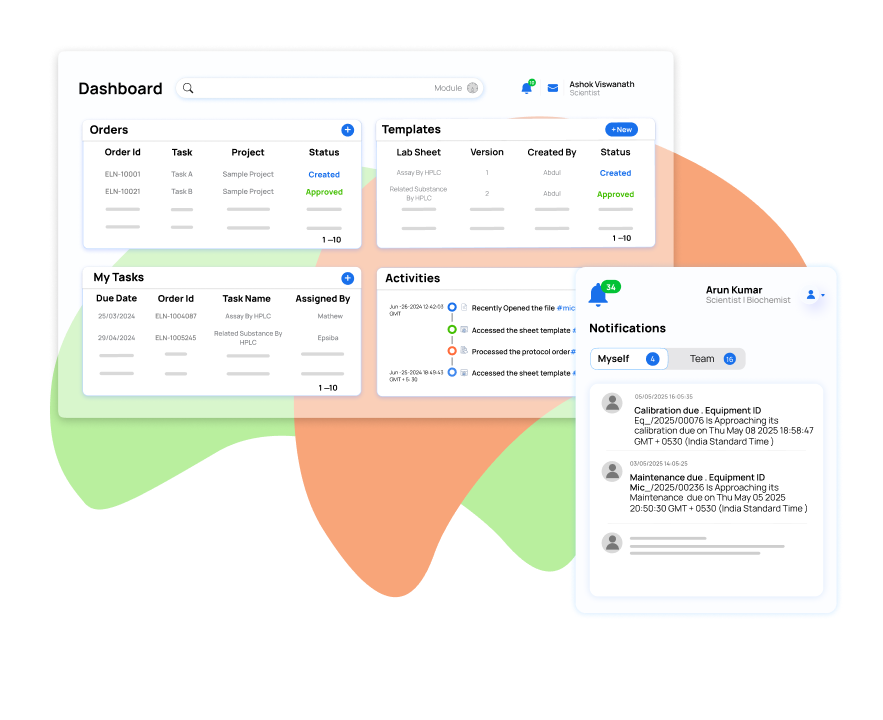 Dashboard
Module
Ashok Viswanath
Scientist
Orders
Order Id Task Project Status
ELN-10001 Task A Sample Project Created
ELN-10021 Task B Sample Project Approved
1 –10
Templates
+ New
Lab Sheet Version Created By Status
Assay By HPLC 1 Abdul Created
Related Substance
By HPLC 2 Abdul Approved
1 –10
My Tasks
Due Date Order Id Task Name Assigned By
25/03/2024 ELN-1004087 Assay By HPLC Mathew
29/04/2024 ELN-1005245 Related Substance By
HPLC Epsiba
1 –10
Activities
Jun -26-2024 12:42:03
GMT
Recently Opened the file #mic
Accessed the sheet template #
Processed the protocol order#
Jun -25-2024 18:49:43
GMT + 5: 30
Accessed the sheet template #
34
Arun Kumar
Scientist | Biochemist
Notifications
Myself 4 Team 16
05/05/2025 16-05-35
Calibration due . Equipment ID
Eq_/2025/00076 Is Approaching its
calibration due on Thu May 08 2025 18:58:47
GMT + 0530 (India Standard Time )
03/05/2025 14-05-25
Maintenance due . Equipment ID
Mic_/2025/00236 Is Approaching its
Maintenance due on Thu May 05 2025
20:50:30 GMT + 0530 (India Standard Time )